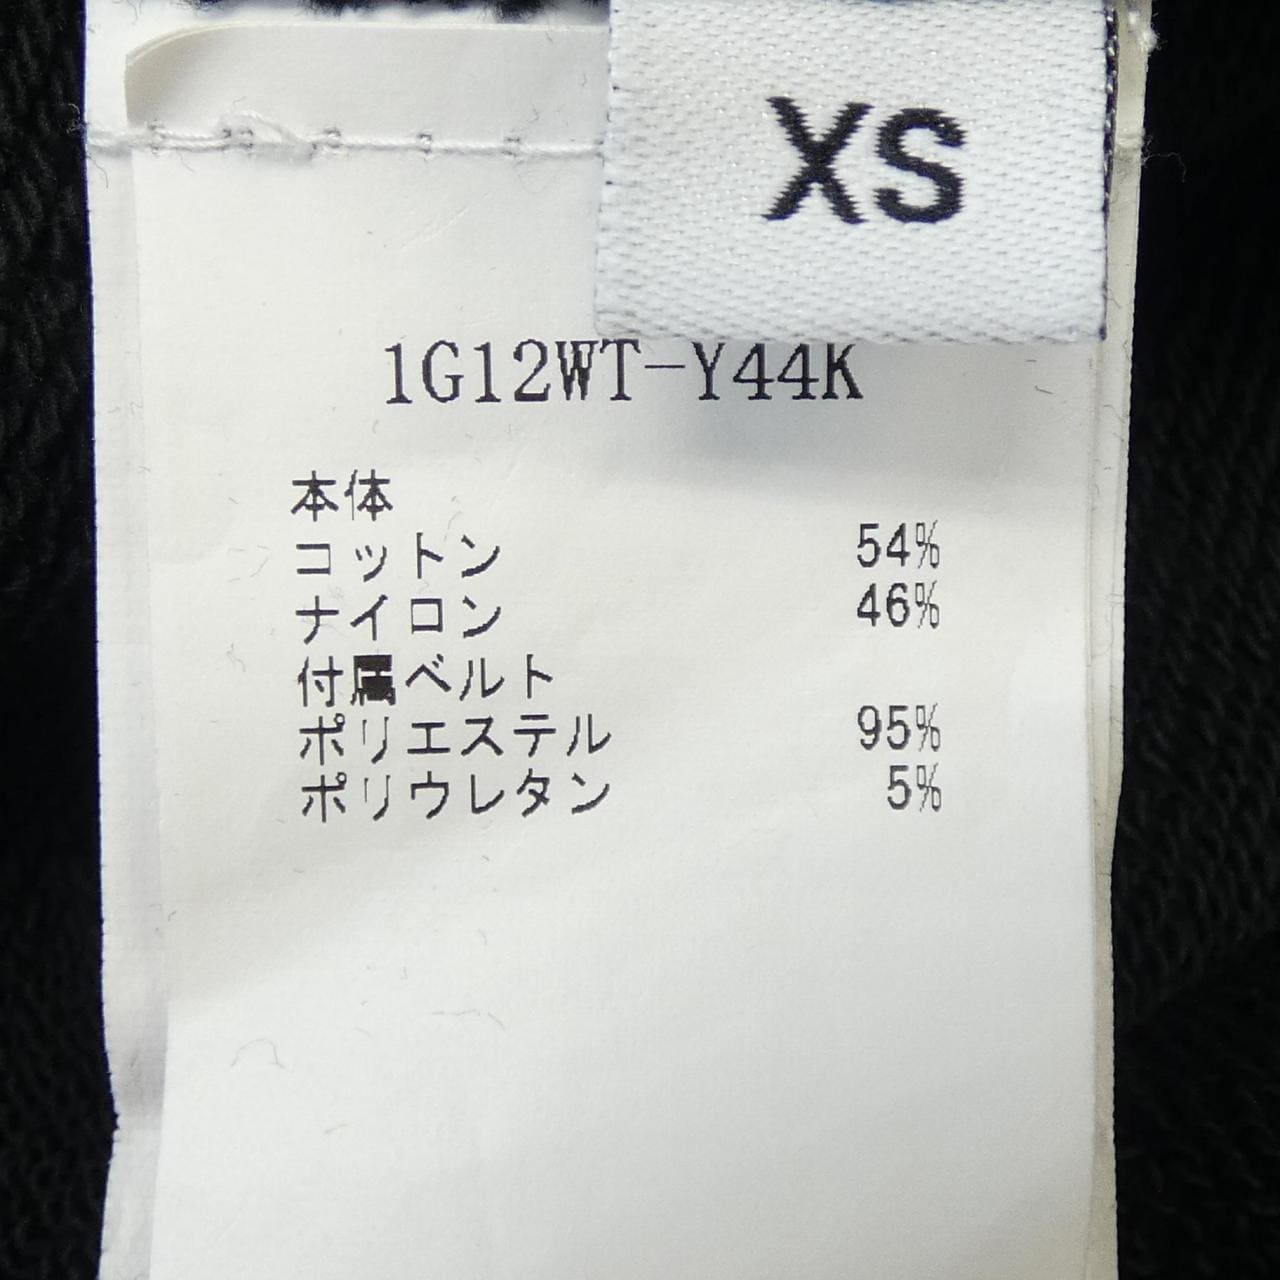 XS
1G12WT-Y44K
本体
コットン 54%
ナイロン 46%
付属ベルト
ポリエステル 95%
ポリウレタン 5%